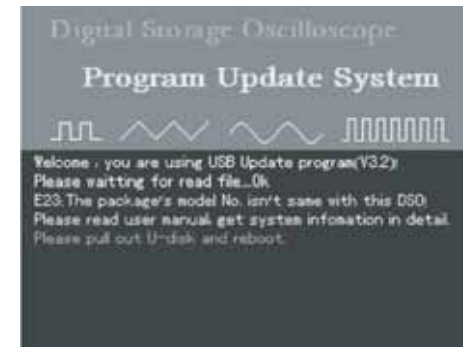 Digital Storage Oscilloscope
Program Update System
Welcome , you are using USB Update program(V3.2)!
Please waitting for read file...Ok
E23:The package's model No. isn't same with this DSO;
Please read user manual, get system infomation in detail.
Please pull out U-disk and reboot.